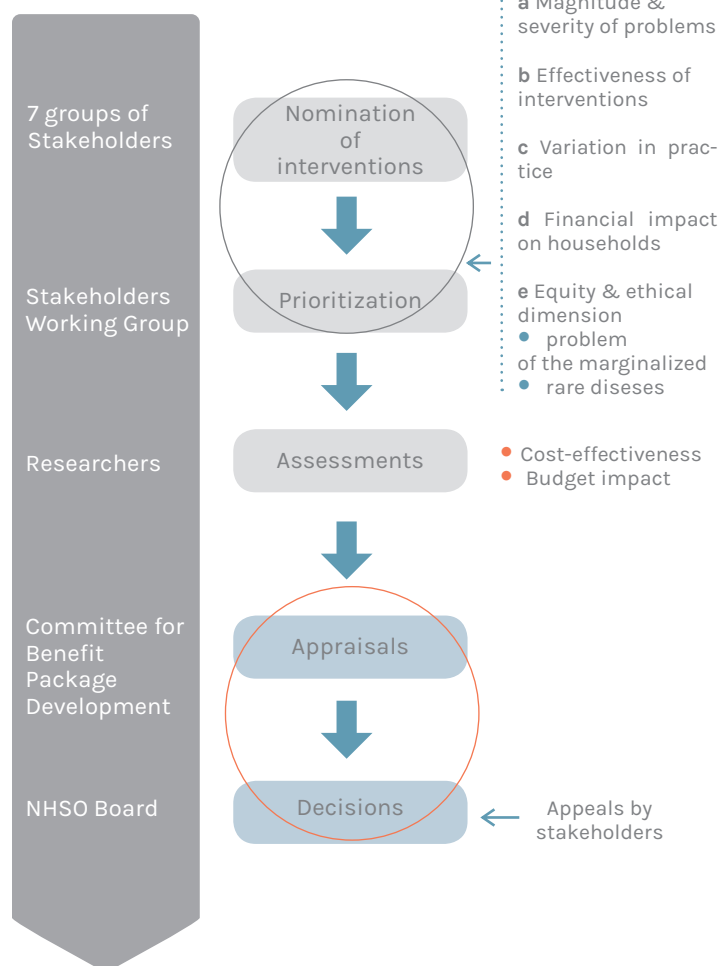 a Magnitude &
severity of problems
7 groups of
Stakeholders
Nomination
of
interventions
b Effectiveness of
interventions
c Variation in prac-
tice
d Financial impact
on households
Stakeholders
Working Group
Prioritization
e Equity & ethical
dimension
• problem
of the marginalized
• rare diseses
Researchers
Assessments
• Cost-effectiveness
• Budget impact
Committee for
Benefit
Package
Development
Appraisals
NHSO Board
Decisions
Appeals by
stakeholders